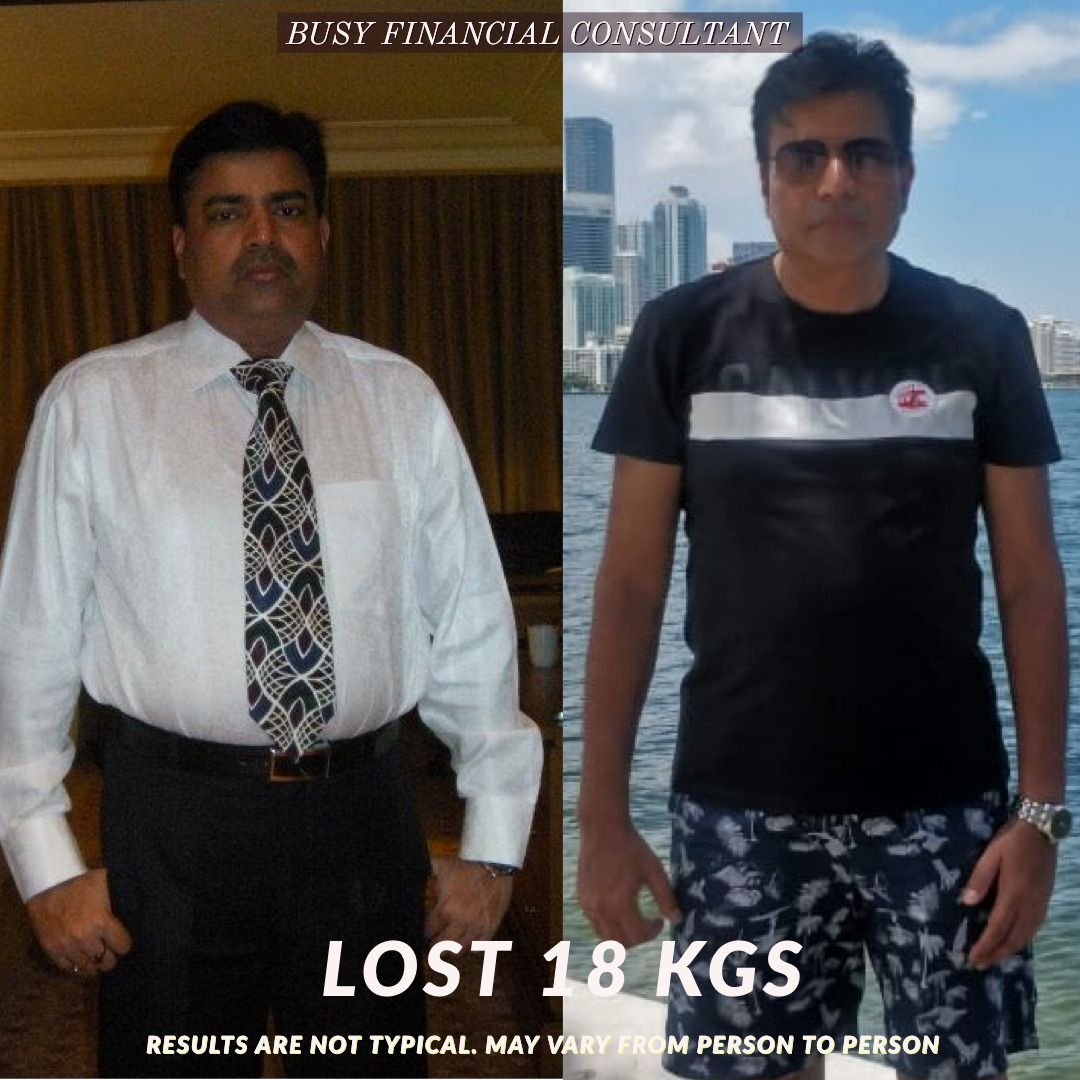 BUSY FINANCIAL CONSULTANT
LOST 18 KGS
RESULTS ARE NOT TYPICAL. MAY VARY FROM PERSON TO PERSON